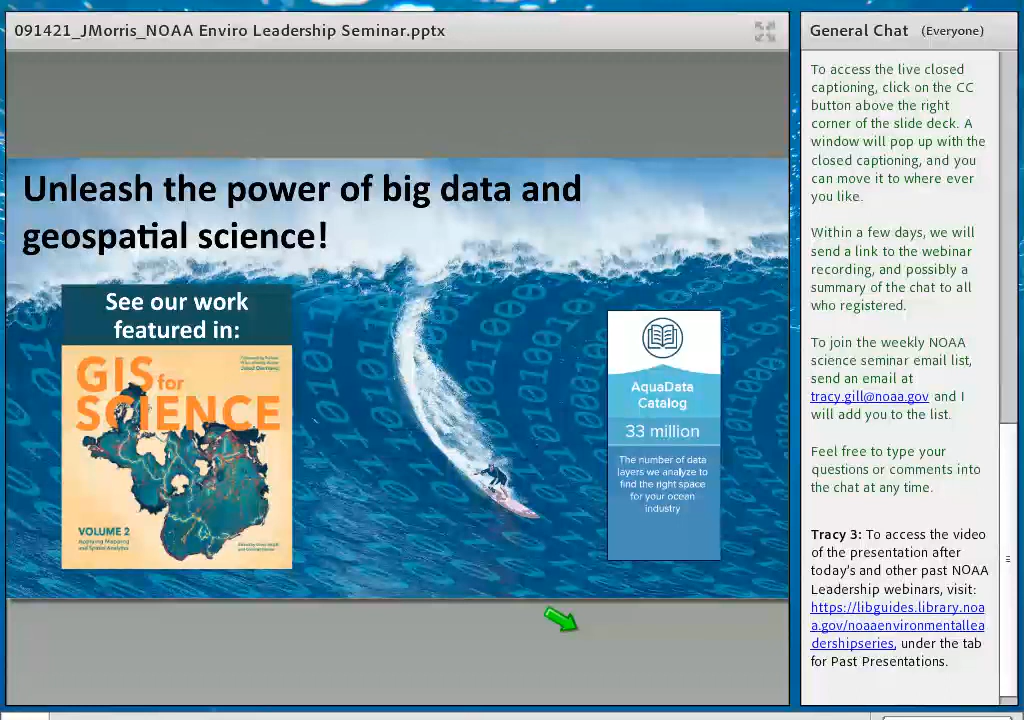 091421_JMorris_NOAA Enviro Leadership Seminar.pptx
Unleash the power of big data and
geospatial science!
See our work
featured in:
GIS for
SCIENCE
VOLUME 2
Applying Mapping
and Spatial Analytics
AquaData
Catalog
33 million
The number of data
layers we analyze to
find the right space
for your ocean
industry
General Chat (Everyone)
To access the live closed
captioning, click on the CC
button above the right
corner of the slide deck. A
window will pop up with the
closed captioning, and you
can move it to where ever
you like.
Within a few days, we will
send a link to the webinar
recording, and possibly a
summary of the chat to all
who registered.
To join the weekly NOAA
science seminar email list,
send an email at
tracy.gill@noaa.gov and I
will add you to the list.
Feel free to type your
questions or comments into
the chat at any time.
Tracy 3: To access the video
of the presentation after
today's and other past NOAA
Leadership webinars, visit:
https://libguides.library.noa
a.gov/noaaenvironmentallea
dershipseries, under the tab
for Past Presentations.